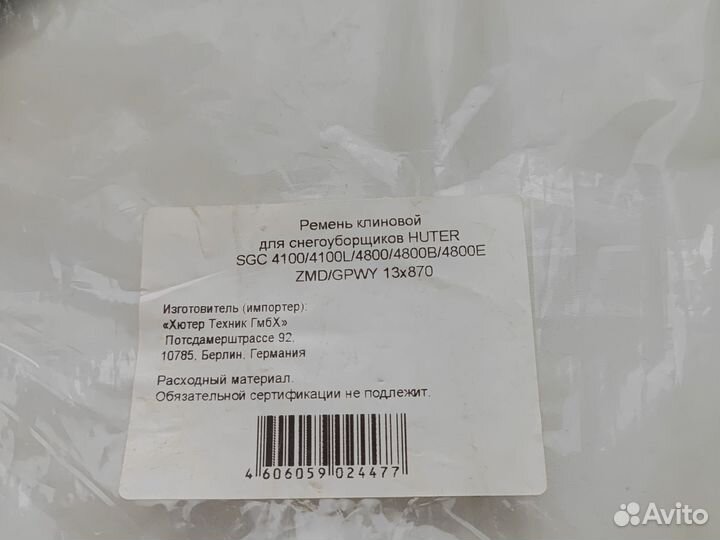 Ремень клиновой
для снегоуборщиков HUTER
SGC 4100/4100L/4800/4800B/4800E
ZMD/GPWY 13x870
Изготовитель (импортер):
«Хютер Техник ГмбХ»
Потсдамерштрассе 92,
10785, Берлин, Германия
Расходный материал.
Обязательной сертификации не подлежит.
4 606059 024477
Avito